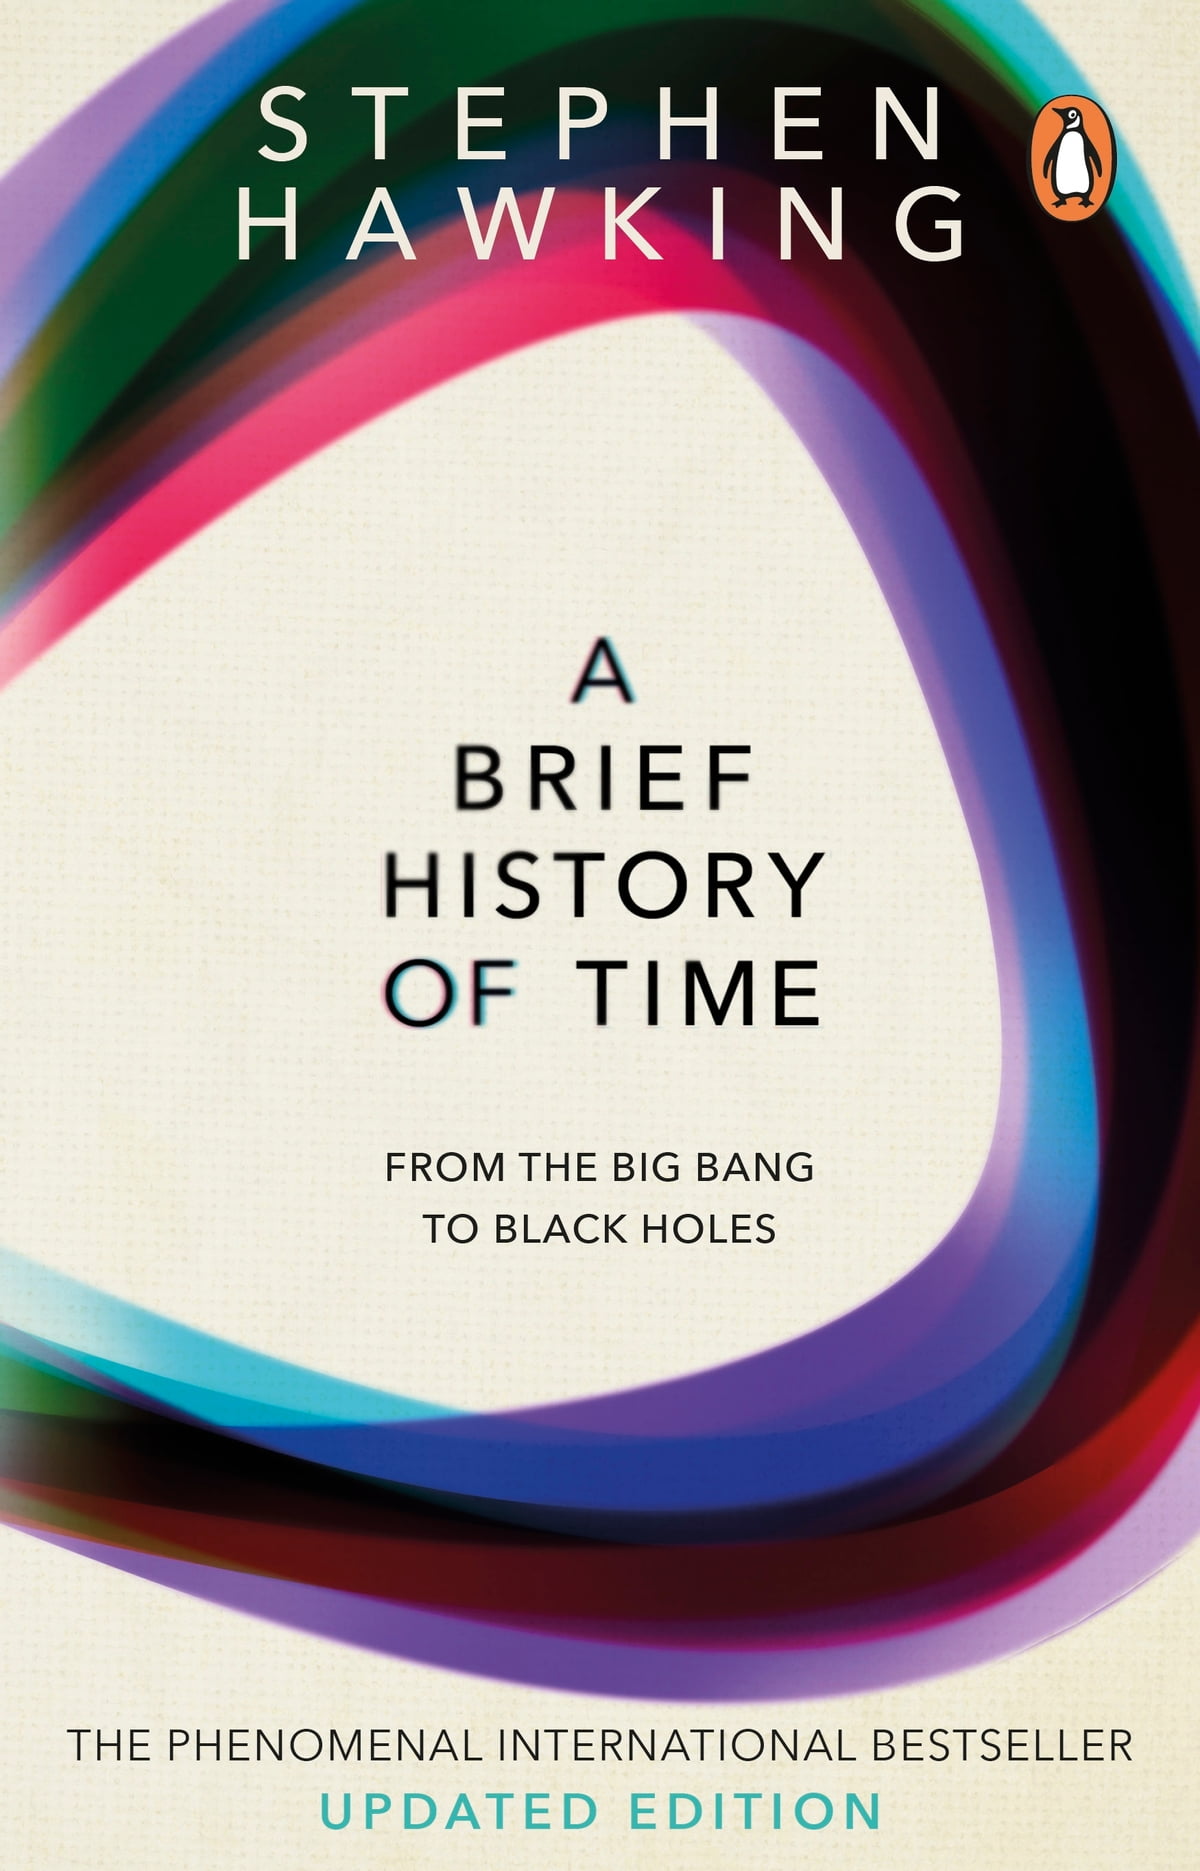 STEPHEN
HAWKING
A
BRIEF
HISTORY
OF TIME
FROM THE BIG BANG
TO BLACK HOLES
THE PHENOMENAL INTERNATIONAL BESTSELLER
UPDATED EDITION